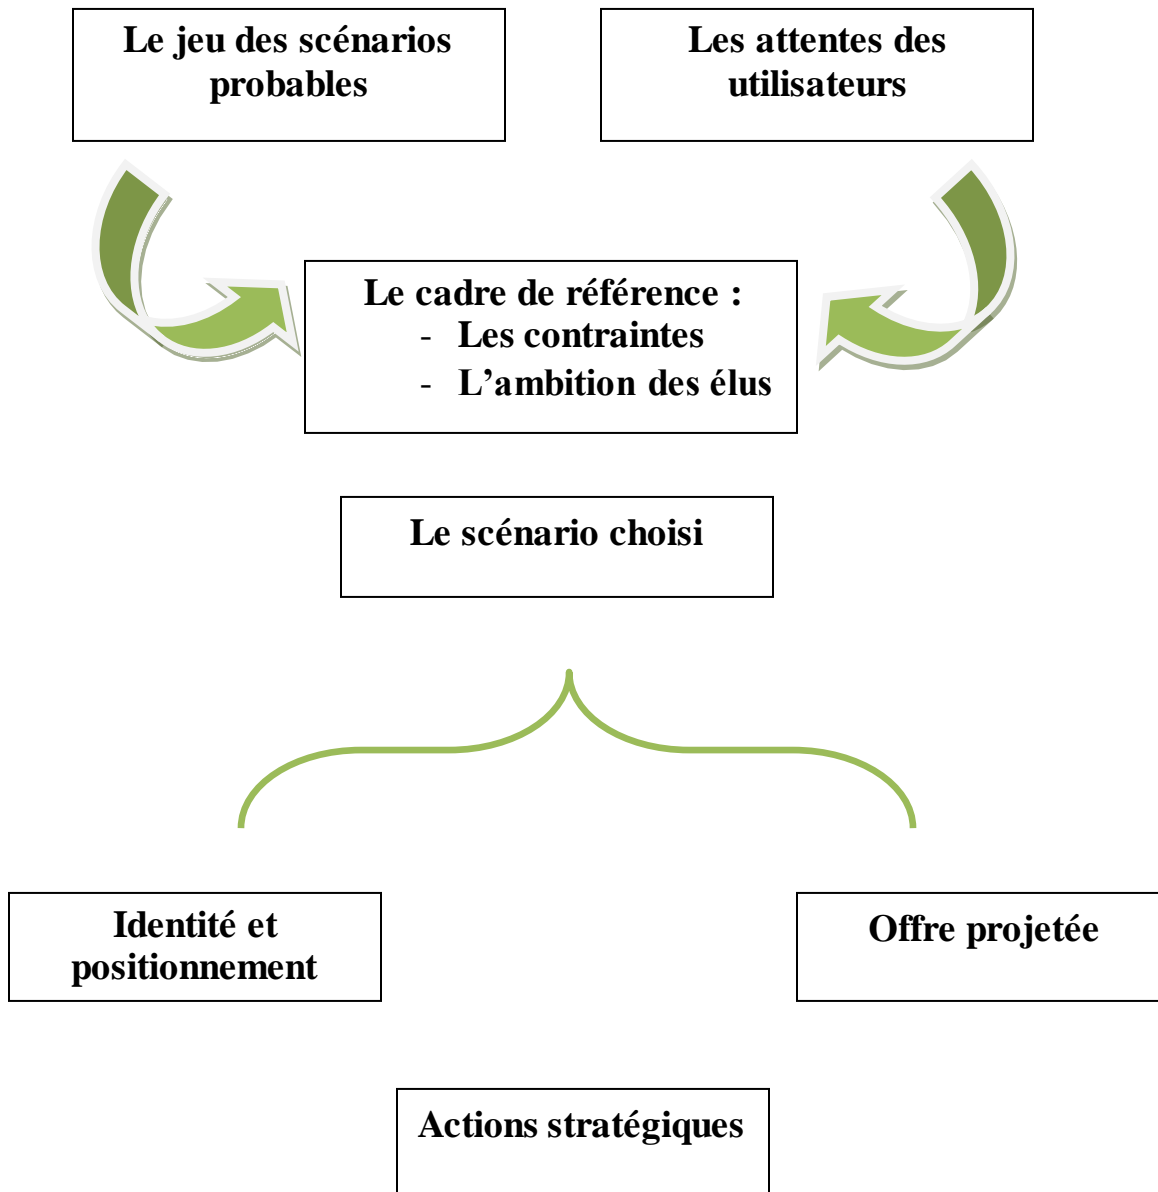 Le jeu des scénarios
probables
Les attentes des
utilisateurs
Le cadre de référence :
- Les contraintes
- L’ambition des élus
Le scénario choisi
Identité et
positionnement
Offre projetée
Actions stratégiques